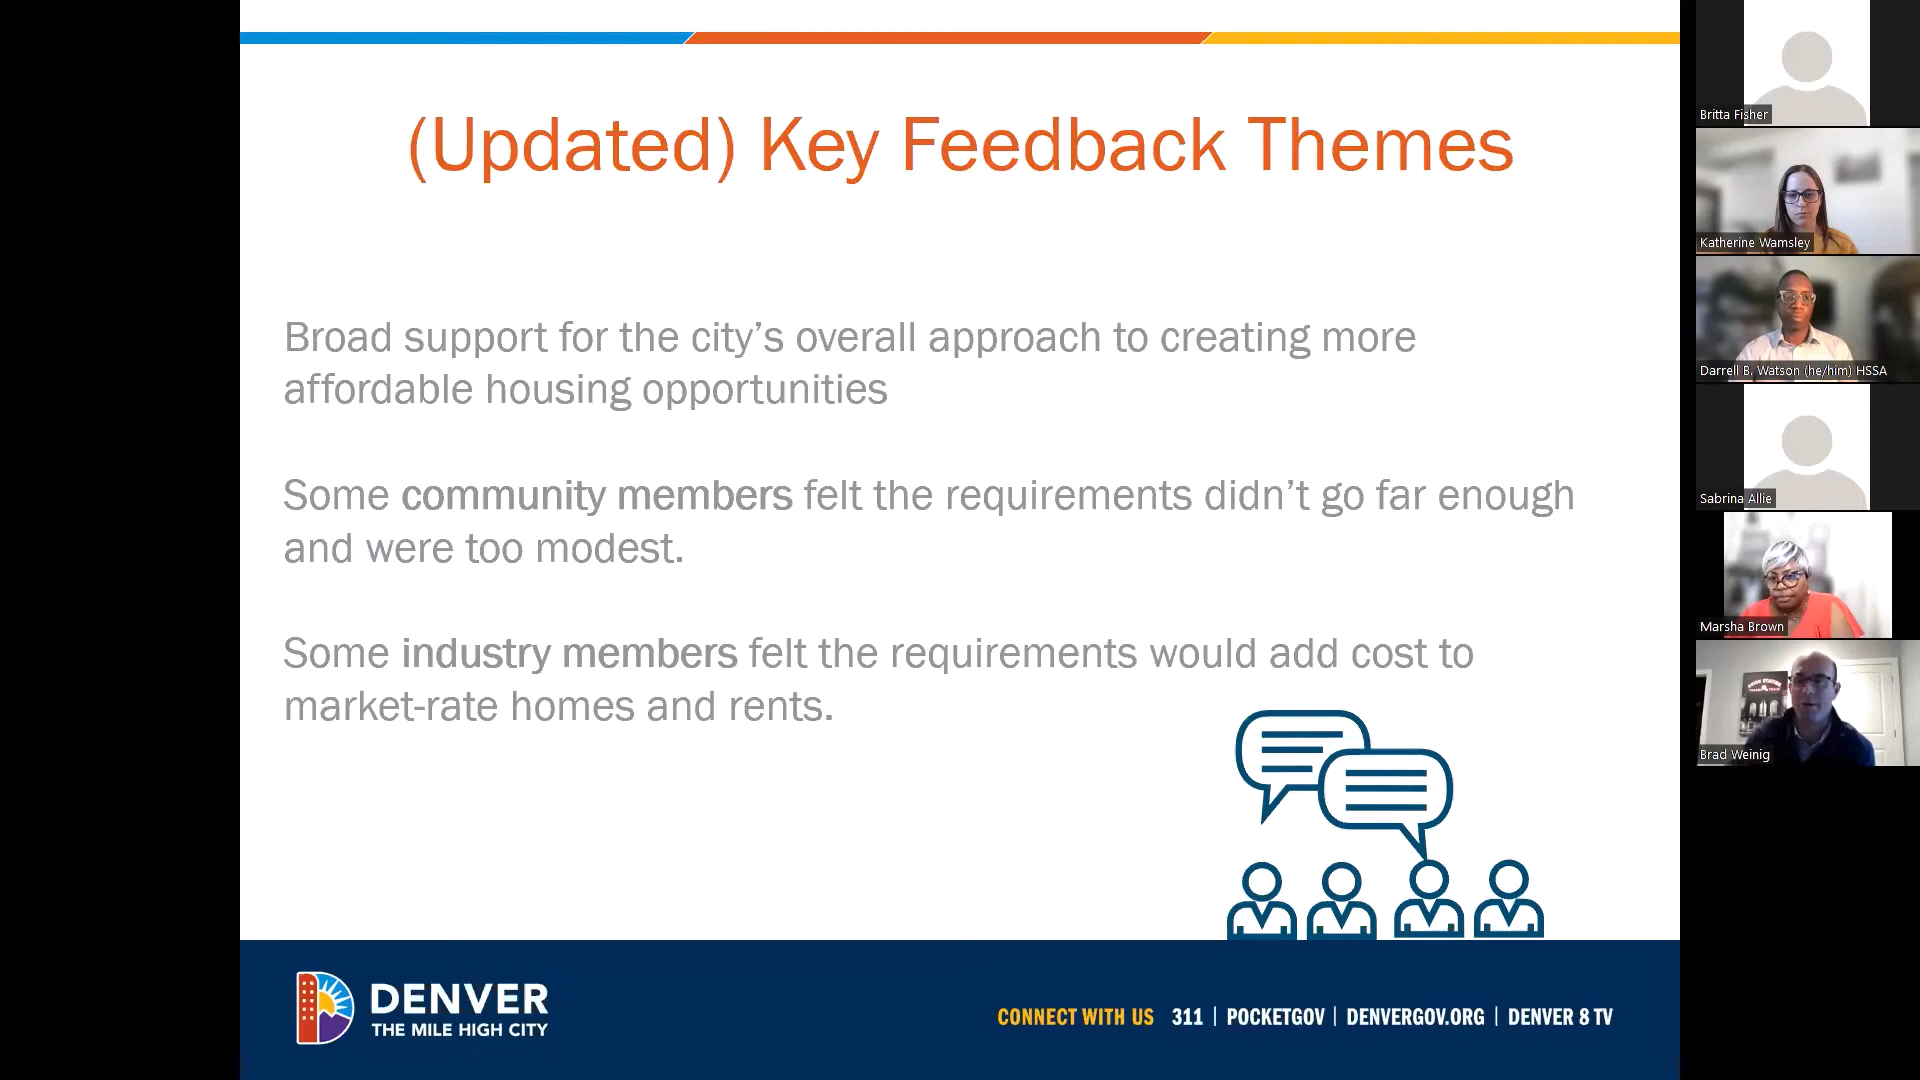 (Updated) Key Feedback Themes
Broad support for the city’s overall approach to creating more
affordable housing opportunities
Some community members felt the requirements didn’t go far enough
and were too modest.
Some industry members felt the requirements would add cost to
market-rate homes and rents.
DENVER
THE MILE HIGH CITY
CONNECT WITH US 311 | POCKETGOV | DENVERGOV.ORG | DENVER 8 TV
Britta Fisher
Katherine Wamsley
Darrell B. Watson (he/him) HSSA
Sabrina Allie
Marsha Brown
UNION STATION
Brad Weinig